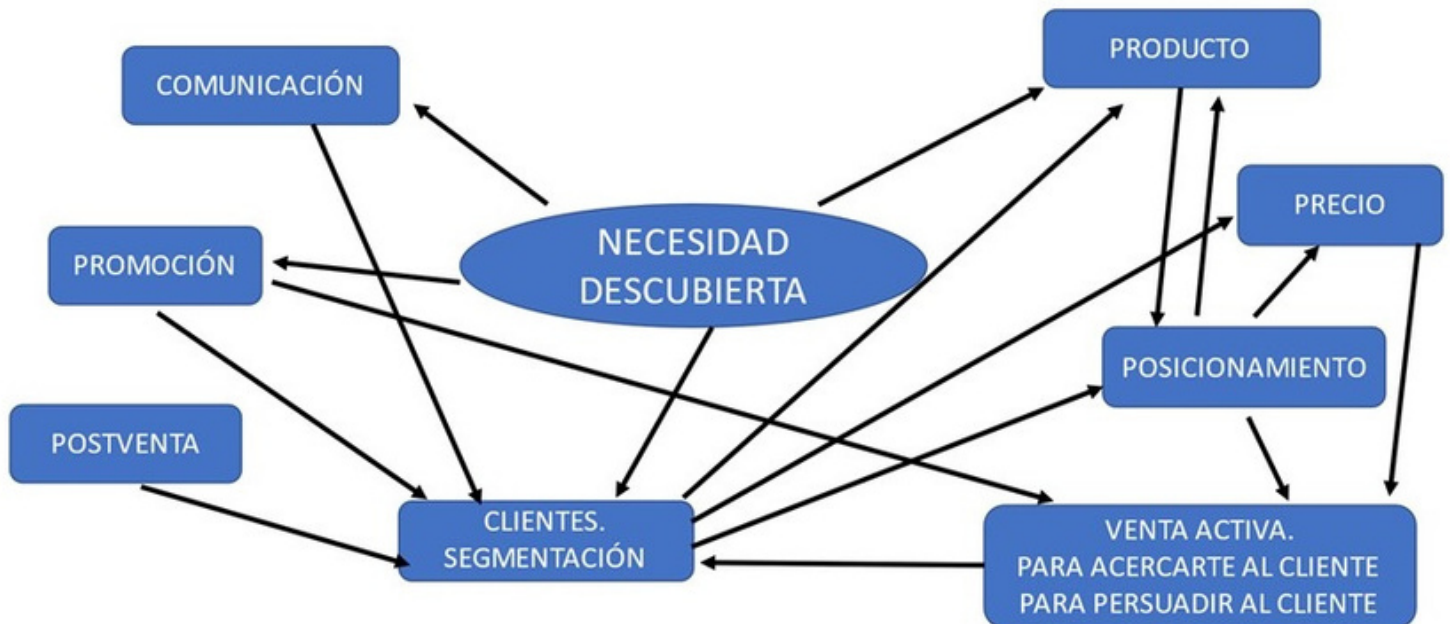 PRODUCTO
COMUNICACIÓN
PRECIO
NECESIDAD
DESCUBIERTA
PROMOCIÓN
POSICIONAMIENTO
POSTVENTA
CLIENTES.
SEGMENTACIÓN
VENTA ACTIVA.
PARA ACERCARTE AL CLIENTE
PARA PERSUADIR AL CLIENTE